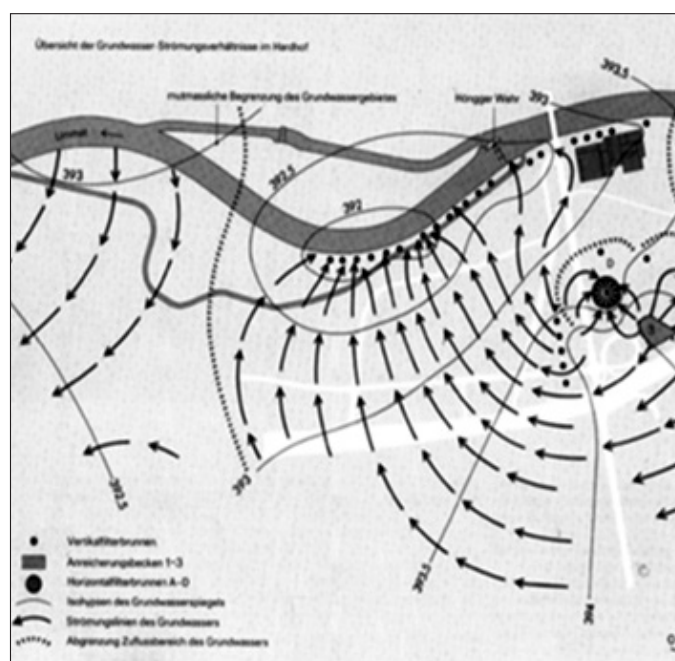 Übersicht der Grundwasser-Strömungsverhältnisse im Hardhof
mutmassliche Begrenzung des Grundwassergebietes
Höngger Wehr
393.5
393
Limmat
393
392.5
392
D
392.5
393
393.5
394
Vertikalfilterbrunnen
Anreicherungsbecken 1-3
Horizontalfilterbrunnen A-D
Isohypsen des Grundwasserspiegels
Strömungslinien des Grundwassers
Abgrenzung Zuflussbereich des Grundwassers